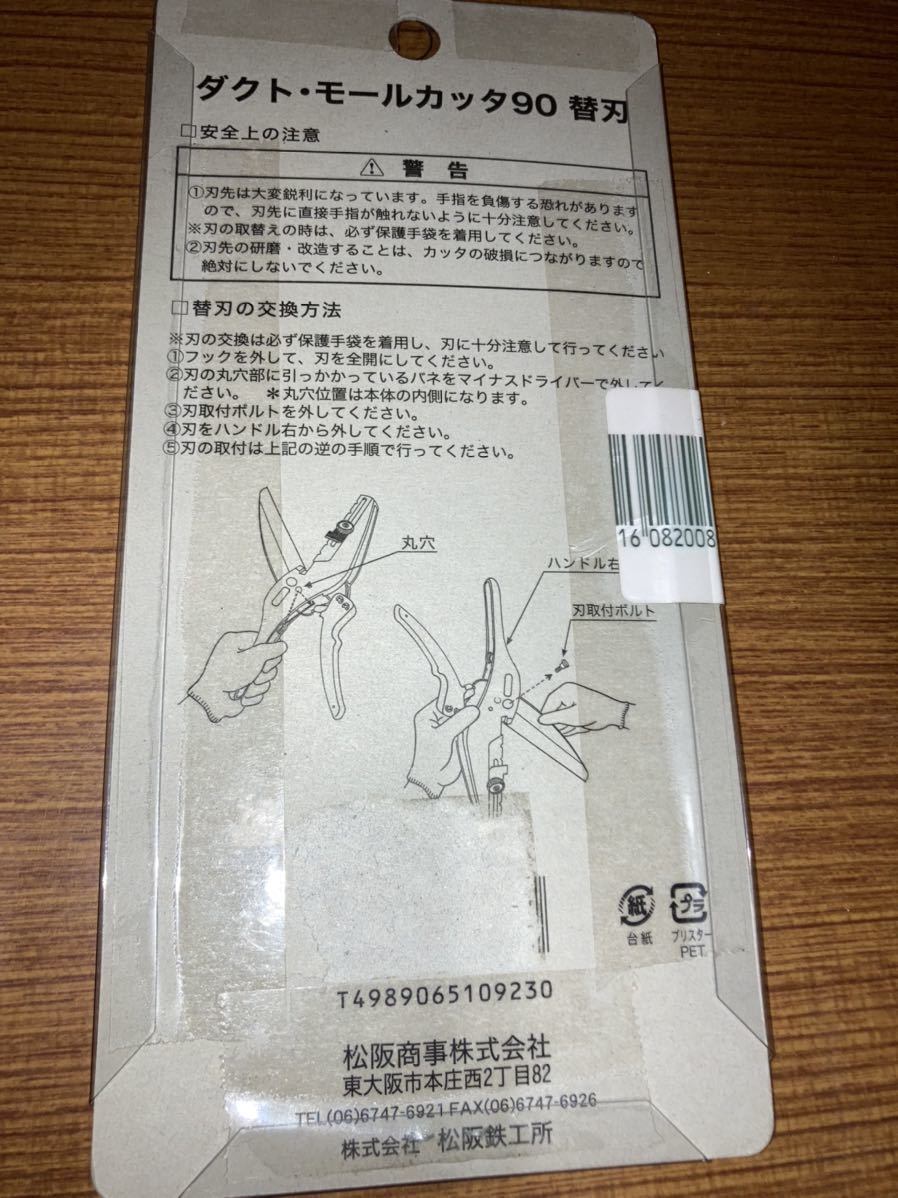 ダクト・モールカッタ90 替刃
□安全上の注意
⚠ 警告
①刃先は大変鋭利になっています。手指を負傷する恐れがあります
ので、刃先に直接手指が触れないように十分注意してください。
※刃の取替えの時は、必ず保護手袋を着用してください。
②刃先の研磨・改造することは、カッタの破損につながりますので
絶対にしないでください。
□替刃の交換方法
※刃の交換は必ず保護手袋を着用し、刃に十分注意して行ってください
①フックを外して、刃を全開にしてください。
②刃の丸穴部に引っかかっているバネをマイナスドライバーで外してく
ださい。 *丸穴位置は本体の内側になります。
③刃取付ボルトを外してください。
④刃をハンドル右から外してください。
⑤刃の取付は上記の逆の手順で行ってください。
16 082008
丸穴
ハンドル右
刃取付ボルト
紙
台紙
プラ
ブリスター
PET
T4989065109230
松阪商事株式会社
東大阪市本庄西2丁目82
TEL(06)6747-6921 FAX(06)6747-6926
株式会社 松阪鉄工所